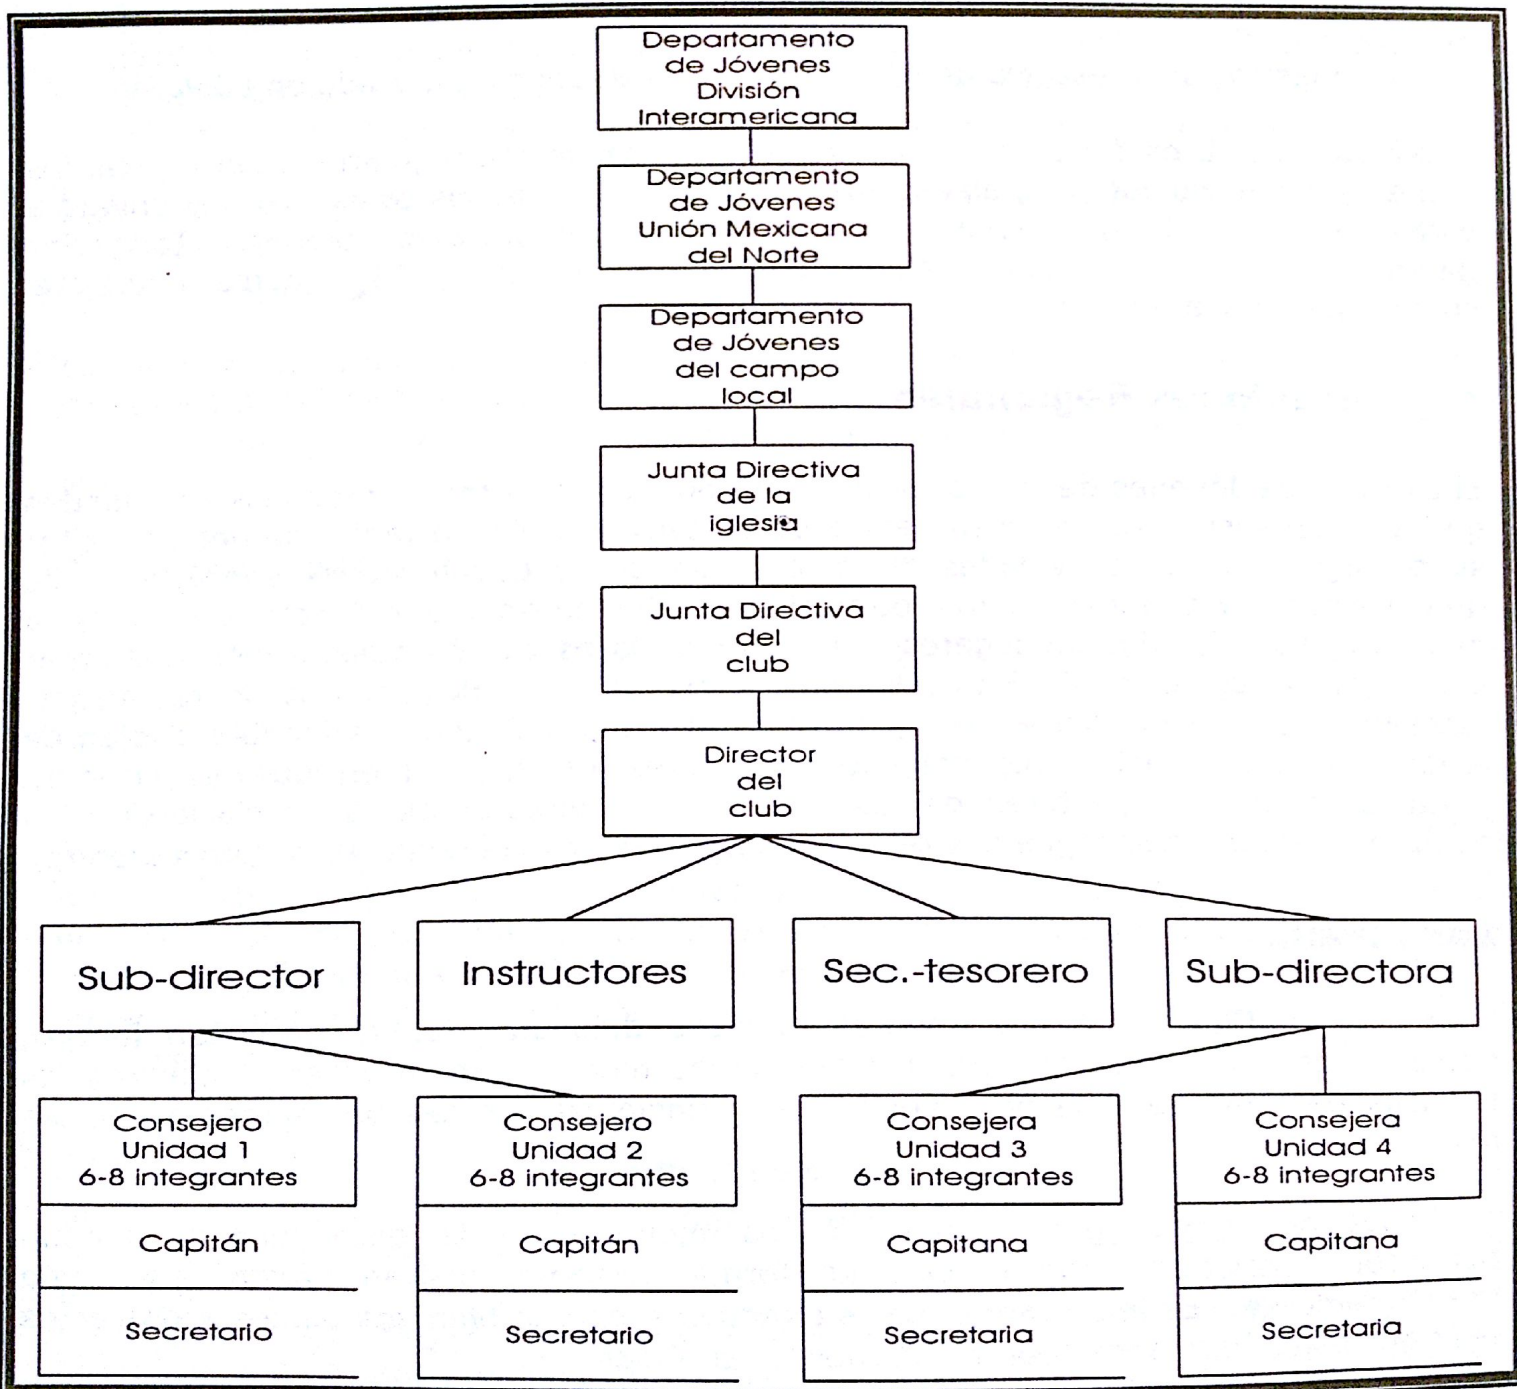 Departamento
de Jóvenes
División
Interamericana
Departamento
de Jóvenes
Unión Mexicana
del Norte
Departamento
de Jóvenes
del campo
local
Junta Directiva
de la
iglesia
Junta Directiva
del
club
Director
del
club
Sub-director
Instructores
Sec.-tesorero
Sub-directora
Consejero
Unidad 1
6-8 integrantes
Capitán
Secretario
Consejero
Unidad 2
6-8 integrantes
Capitán
Secretario
Consejera
Unidad 3
6-8 integrantes
Capitana
Secretaria
Consejera
Unidad 4
6-8 integrantes
Capitana
Secretaria